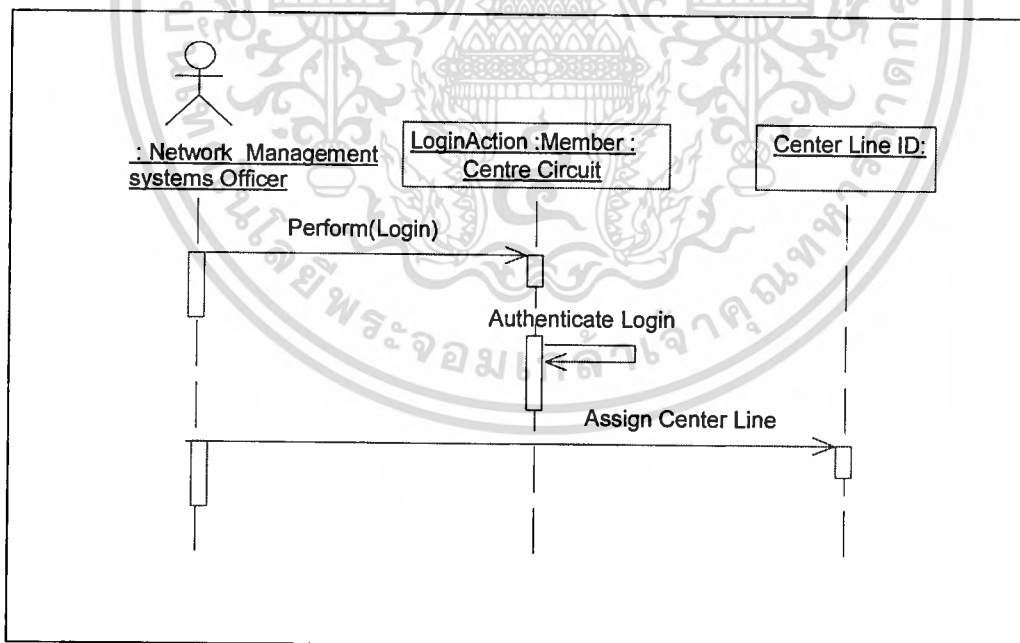 : Network Management
systems Officer
LoginAction :Member :
Centre Circuit
Center Line ID:
Perform(Login)
Authenticate Login
Assign Center Line